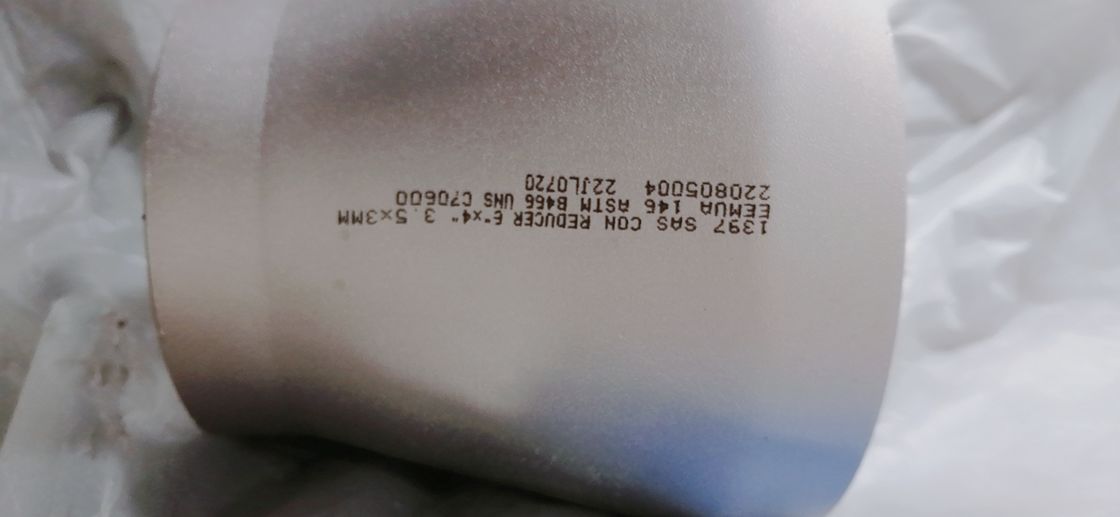 1397 SAS CON REDUCER 6"x4" 3.5x3MM
EEMUA 146 ASTM B466 UNS C70600
220805004 22JL0720